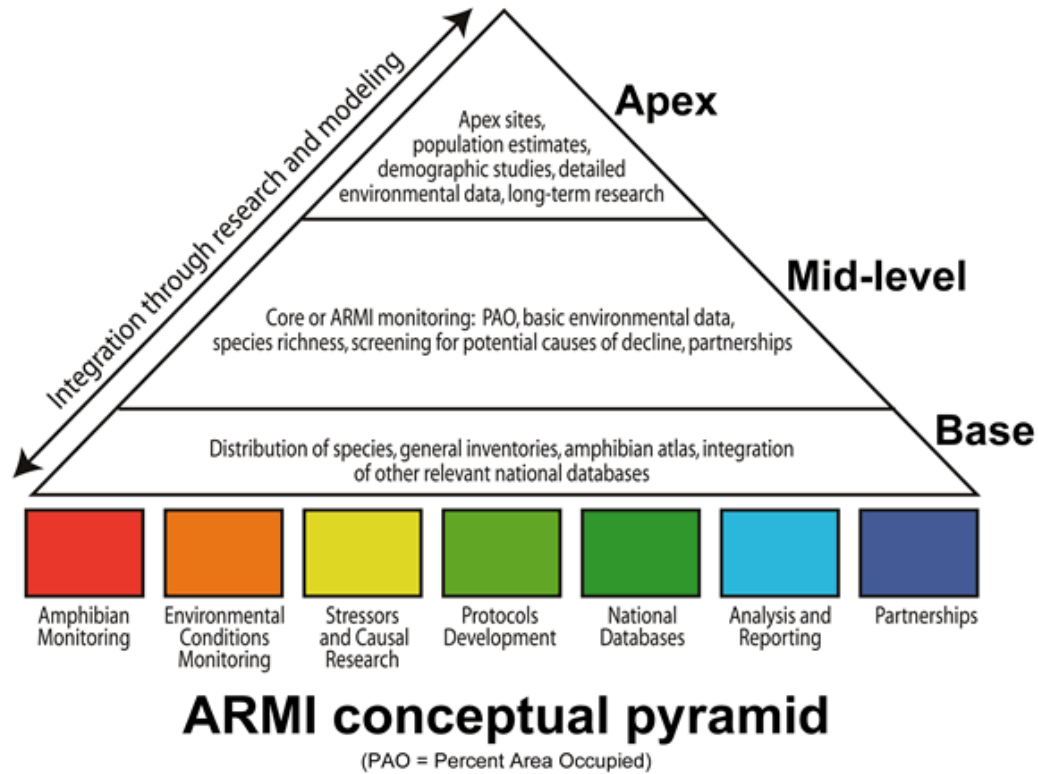 Integration through research and modeling
Apex
Apex sites,
population estimates,
demographic studies, detailed
environmental data, long-term research
Mid-level
Core or ARMI monitoring: PAO, basic environmental data,
species richness, screening for potential causes of decline, partnerships
Base
Distribution of species, general inventories, amphibian atlas, integration
of other relevant national databases
Amphibian
Monitoring
Environmental
Conditions
Monitoring
Stressors
and Causal
Research
Protocols
Development
National
Databases
Analysis and
Reporting
Partnerships
ARMI conceptual pyramid
(PAO = Percent Area Occupied)